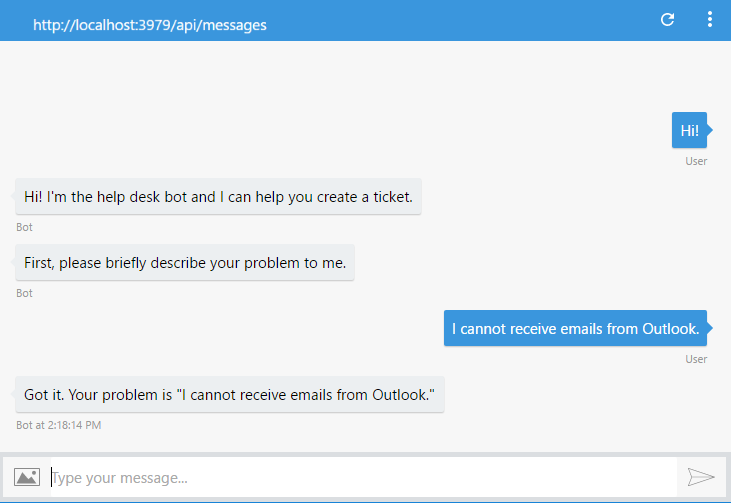 http://localhost:3979/api/messages
Hi!
User
Hi! I'm the help desk bot and I can help you create a ticket.
Bot
First, please briefly describe your problem to me.
Bot
I cannot receive emails from Outlook.
User
Got it. Your problem is "I cannot receive emails from Outlook."
Bot at 2:18:14 PM
Type your message...